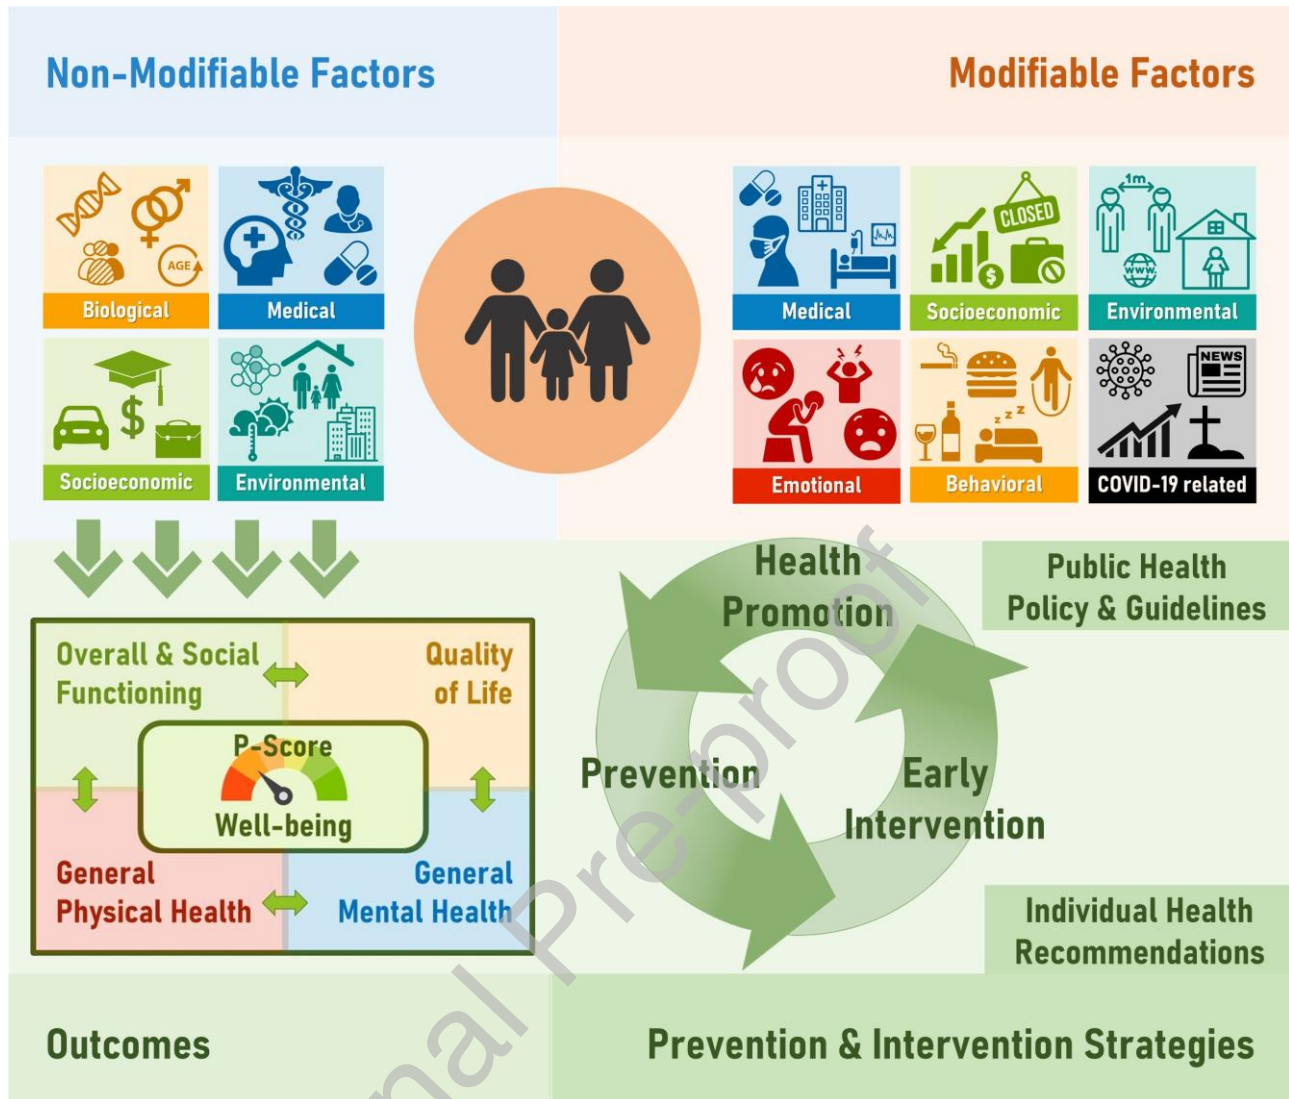 Non-Modifiable Factors
Modifiable Factors
AGE
Biological
Medical
Socioeconomic
Environmental
Medical
CLOSED
$
Socioeconomic
1m
www.
Environmental
Emotional
z z z
Behavioral
NEWS
COVID-19 related
$
Overall & Social
Functioning
Quality
of Life
P-Score
Well-being
General
Physical Health
General
Mental Health
Health
Promotion
Prevention
Early
Intervention
Public Health
Policy & Guidelines
Individual Health
Recommendations
Outcomes
Prevention & Intervention Strategies
nal Pre-proof